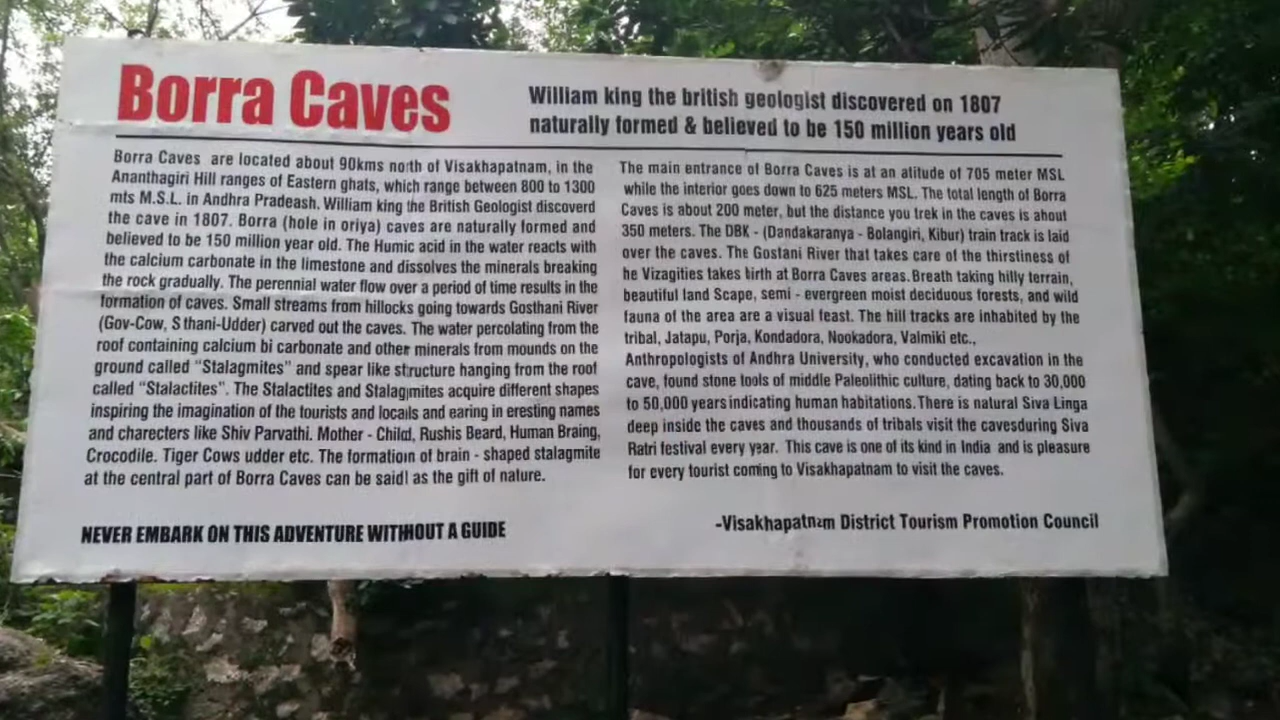 Borra Caves
William king the british geologist discovered on 1807
naturally formed & believed to be 150 million years old
Borra Caves are located about 90kms north of Visakhapatnam, in the
Ananthagiri Hill ranges of Eastern ghats, which range between 800 to 1300
mts M.S.L. in Andhra Pradeash. William king the British Geologist discoverd
the cave in 1807. Borra (hole in oriya) caves are naturally formed and
believed to be 150 million year old. The Humic acid in the water reacts with
the calcium carbonate in the limestone and dissolves the minerals breaking
the rock gradually. The perennial water flow over a period of time results in the
formation of caves. Small streams from hillocks going towards Gosthani River
(Gov-Cow, S thani-Udder) carved out the caves. The water percolating from the
roof containing calcium bi carbonate and other minerals from mounds on the
ground called "Stalagmites" and spear like structure hanging from the roof
called "Stalactites". The Stalactites and Stalagmites acquire different shapes
inspiring the imagination of the tourists and locals and earing in eresting names
and charecters like Shiv Parvathi. Mother - Child, Rushis Beard, Human Braing,
Crocodile. Tiger Cows udder etc. The formation of brain - shaped stalagmite
at the central part of Borra Caves can be said as the gift of nature.
NEVER EMBARK ON THIS ADVENTURE WITHOUT A GUIDE
The main entrance of Borra Caves is at an atitude of 705 meter MSL
while the interior goes down to 625 meters MSL. The total length of Borra
Caves is about 200 meter, but the distance you trek in the caves is about
350 meters. The DBK - (Dandakaranya - Bolangiri, Kibur) train track is laid
over the caves. The Gostani River that takes care of the thirstiness of
he Vizagities takes birth at Borra Caves areas. Breath taking hilly terrain,
beautiful land Scape, semi - evergreen moist deciduous forests, and wild
fauna of the area are a visual feast. The hill tracks are inhabited by the
tribal, Jatapu, Porja, Kondadora, Nookadora, Valmiki etc.,
Anthropologists of Andhra University, who conducted excavation in the
cave, found stone tools of middle Paleolithic culture, dating back to 30,000
to 50,000 years indicating human habitations. There is natural Siva Linga
deep inside the caves and thousands of tribals visit the cavesduring Siva
Ratri festival every year. This cave is one of its kind in India and is pleasure
for every tourist coming to Visakhapatnam to visit the caves.
-Visakhapatnam District Tourism Promotion Council